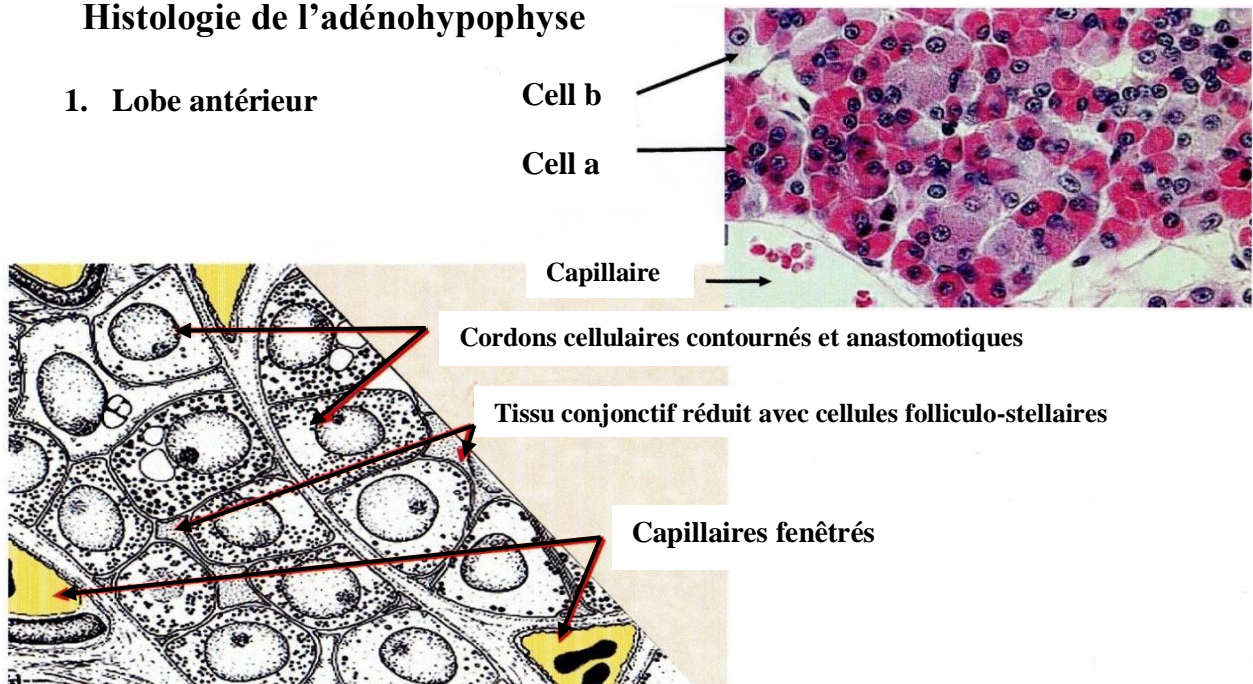 Histologie de l’adénohypophyse
1. Lobe antérieur
Cell b
Cell a
Capillaire
Cordons cellulaires contournés et anastomotiques
Tissu conjonctif réduit avec cellules folliculo-stellaires
Capillaires fenêtrés